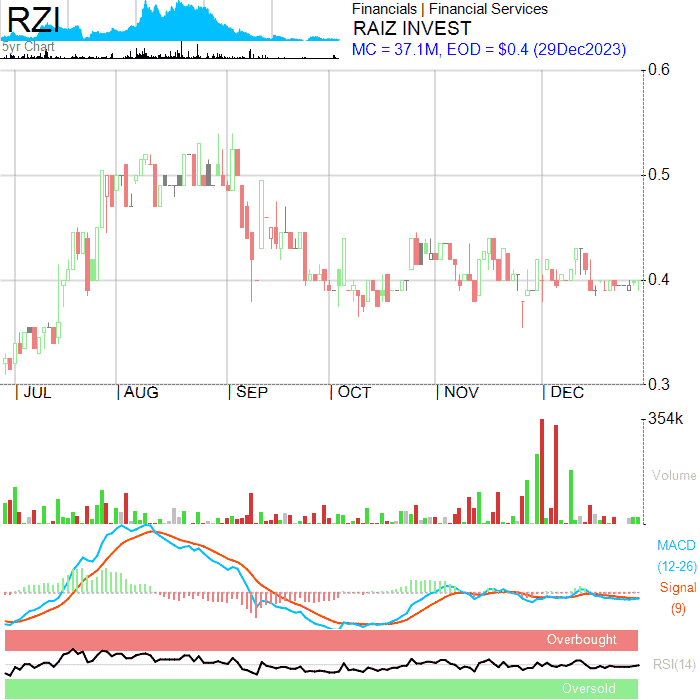 RZI
5yr Chart
Financials | Financial Services
RAIZ INVEST
MC = 37.1M, EOD = $0.4 (29Dec2023)
0.6
0.5
0.4
0.3
| JUL | AUG | SEP | OCT | NOV | DEC
354k
Volume
MACD
(12-26)
Signal
(9)
Overbought
RSI(14)
Oversold